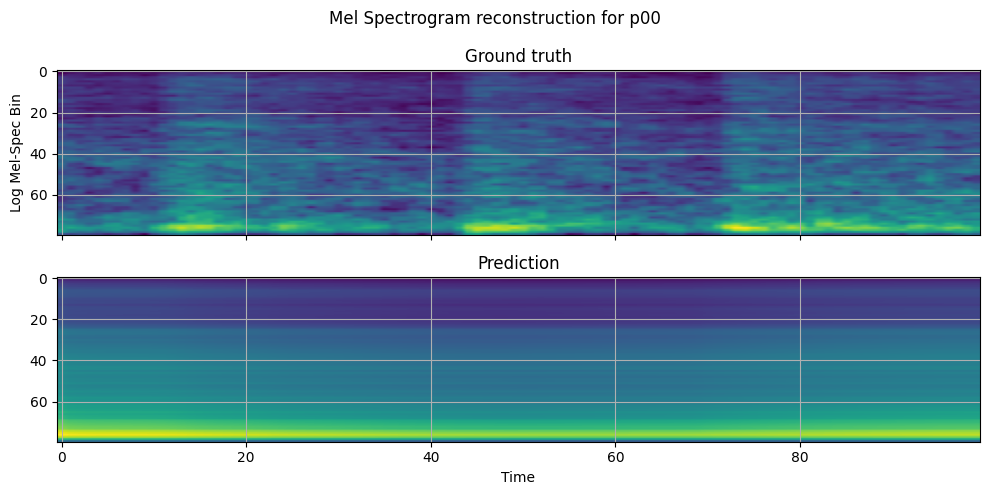 Mel Spectrogram reconstruction for p00
Ground truth
0
20
40
60
Log Mel-Spec Bin
Prediction
0
20
40
60
0 20 40 60 80
Time